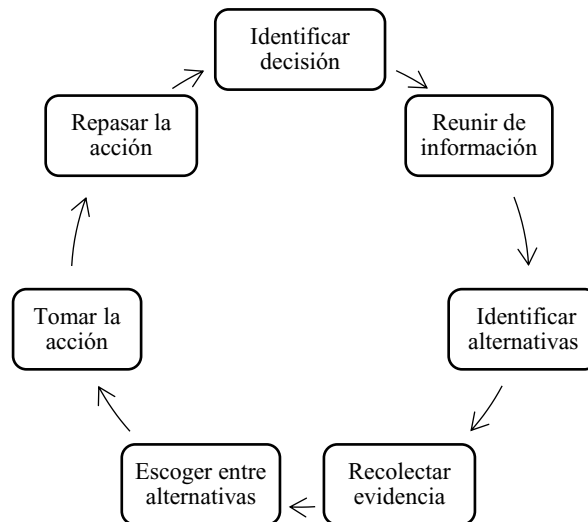 Identificar
decisión
Reunir de
información
Identificar
alternativas
Recolectar
evidencia
Escoger entre
alternativas
Tomar la
acción
Repasar la
acción